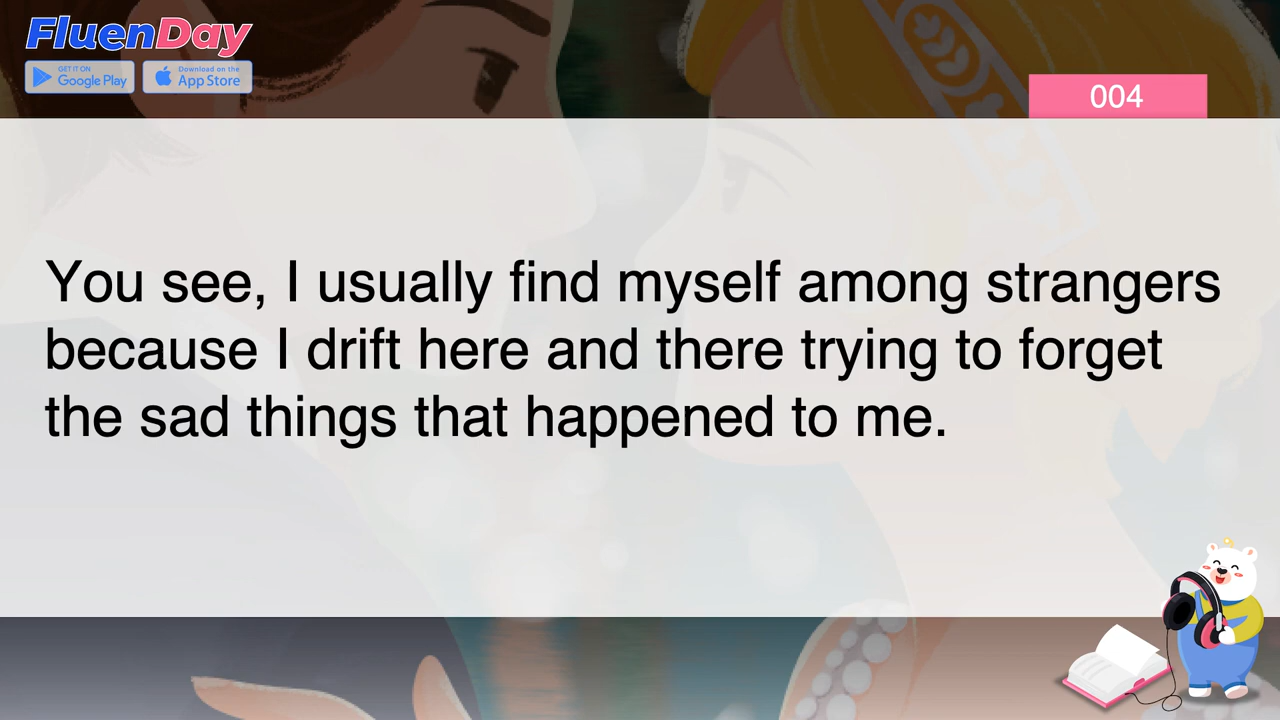 FluenDay
GET IT ON
Google Play
Download on the
App Store
004
You see, I usually find myself among strangers
because I drift here and there trying to forget
the sad things that happened to me.